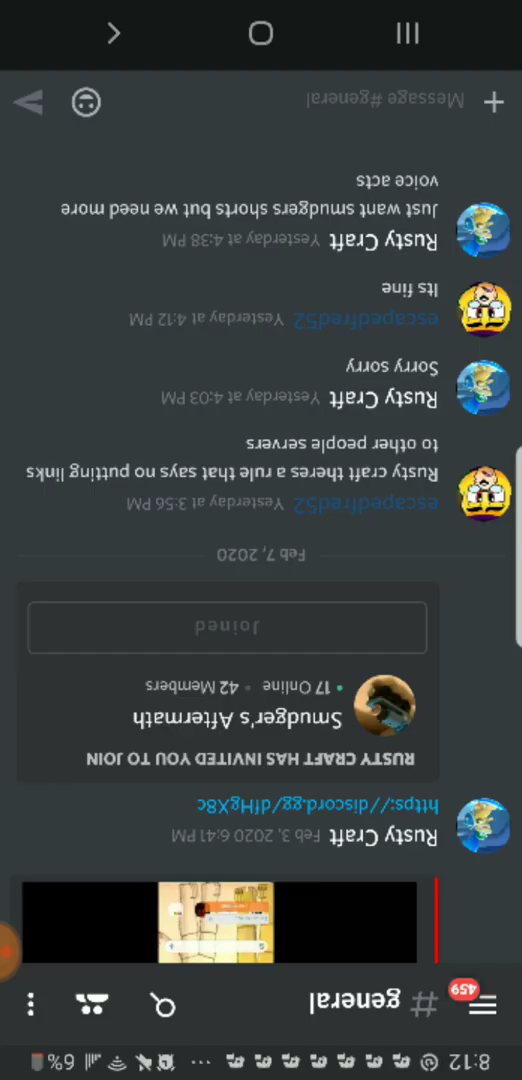 8:12
6%
459
# general
Rusty Craft Feb 3, 2020 6:41 PM
https://discord.gg/dfHgX8c
RUSTY CRAFT HAS INVITED YOU TO JOIN
Smudger's Aftermath
17 Online 42 Members
Joined
Feb 7, 2020
escapedfred52 Yesterday at 3:56 PM
Rusty craft theres a rule that says no putting links
to other people servers
Rusty Craft Yesterday at 4:03 PM
Sorry sorry
escapedfred52 Yesterday at 4:12 PM
Its fine
Rusty Craft Yesterday at 4:38 PM
Just want smudgers shorts but we need more
voice acts
Message #general